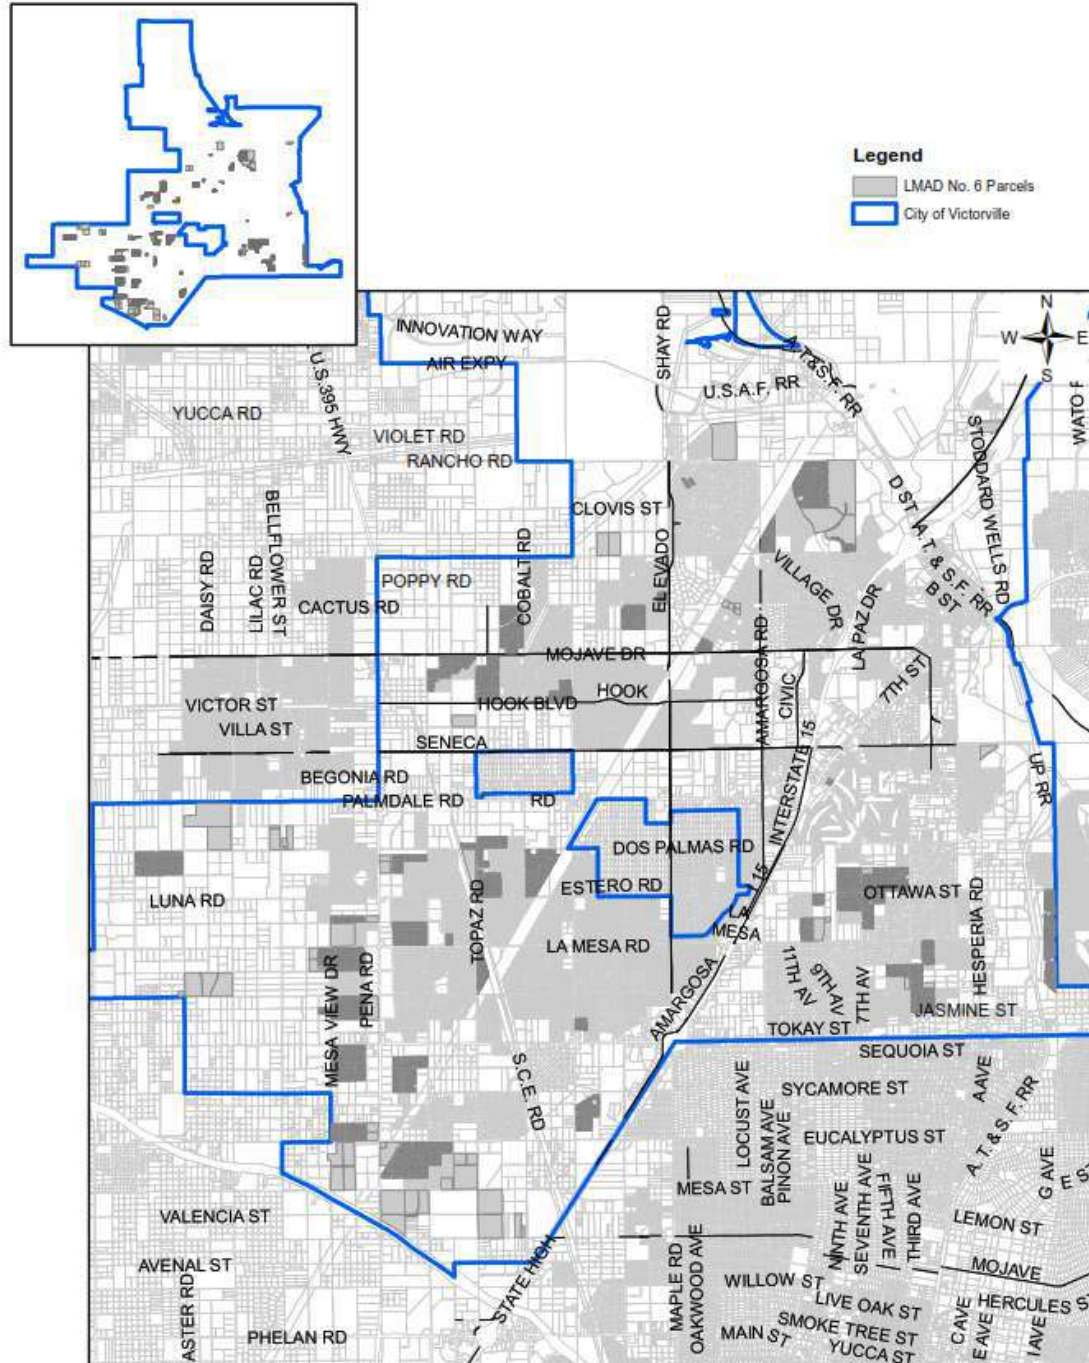 Legend
LMAD No. 6 Parcels
City of Victorville
N
W
E
S
INNOVATION WAY
AIR EXPY
SHAY RD
A.T.&S.F. RR
U.S.A.F. RR
U.S.395 HWY
YUCCA RD
VIOLET RD
RANCHO RD
STODDARD WELLS RD
D ST
CLOVIS ST
BELLFLOWER ST
DAISY RD
LILAC RD
COBALT RD
EL EVADO
A.T. & S.F. RR
B ST
POPPY RD
CACTUS RD
VILLAGE DR
LA PAZ DR
MOJAVE DR
AMARGOSA RD
CIVIC
7TH ST
VICTOR ST
HOOK BLVD
HOOK
VILLA ST
SENECA
INTERSTATE 15
BEGONIA RD
PALMDALE RD
RD
UP RR
DOS PALMAS RD
ESTERO RD
15
OTTAWA ST
LUNA RD
TOPAZ RD
LA MESA RD
LA
MESA
HESPERIA RD
MESA VIEW DR
PENA RD
AMARGOSA
11TH AV
9TH AV
7TH AV
JASMINE ST
TOKAY ST
SEQUOIA ST
S.C.E. RD
LOCUST AVE
SYCAMORE ST
A AVE
A.T. & S.F. RR
EUCALYPTUS ST
BALSAM AVE
PINON AVE
G AVE
MESA ST
NINTH AVE
SEVENTH AVE
FIFTH AVE
THIRD AVE
VALENCIA ST
LEMON ST
AVENAL ST
STATE HIGH
MAPLE RD
OAKWOOD AVE
MOJAVE
WILLOW ST
LIVE OAK ST
HERCULES S
ASTER RD
PHELAN RD
SMOKE TREE ST
MAIN ST
YUCCA ST
C AVE
E AVE
I AVE